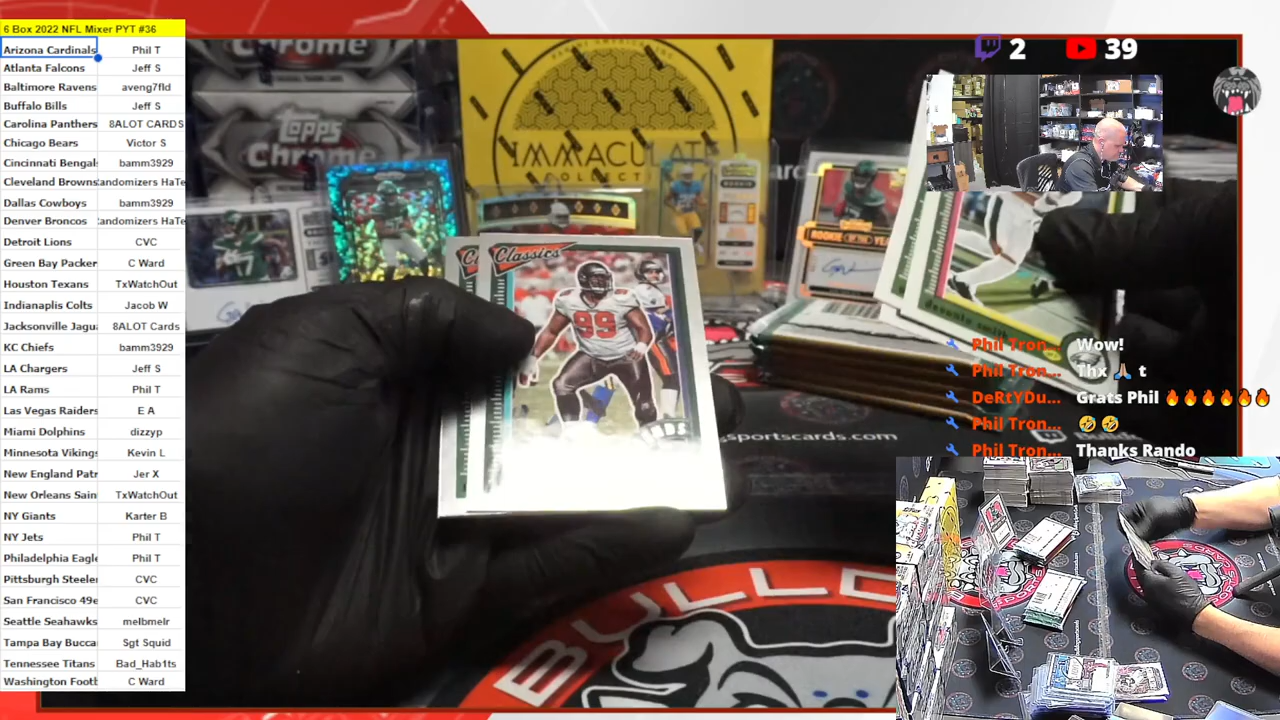 6 Box 2022 NFL Mixer PYT #36
Arizona Cardinals Phil T
Atlanta Falcons Jeff S
Baltimore Ravens aveng7fld
Buffalo Bills Jeff S
Carolina Panthers 8ALOT CARDS
Chicago Bears Victor S
Cincinnati Bengals bamm3929
Cleveland Browns andomizers HaTe
Dallas Cowboys bamm3929
Denver Broncos andomizers HaTe
Detroit Lions CVC
Green Bay Packer C Ward
Houston Texans TxWatchOut
Indianaplis Colts Jacob W
Jacksonville Jagua 8ALOT Cards
KC Chiefs bamm3929
LA Chargers Jeff S
LA Rams Phil T
Las Vegas Raiders E A
Miami Dolphins dizzyp
Minnesota Vikings Kevin L
New England Patr Jer X
New Orleans Sain TxWatchOut
NY Giants Karter B
NY Jets Phil T
Philadelphia Eagle Phil T
Pittsburgh Steeler CVC
San Francisco 49e CVC
Seattle Seahawks melbmelr
Tampa Bay Bucca Sgt Squid
Tennessee Titans Bad_Hab1ts
Washington Footb C Ward
2 39
Chrome
Topps
Chrome
IMMACULATE
COLLECTION
Classics
99
Phil Tron... Wow!
Phil Tron... Thx 🙏🏼 t
DeRtYDu... Grats Phil 🔥🔥🔥🔥🔥🔥
Phil Tron... 🤣 🤣
Phil Tron... Thanks Rando
sportscards.com
BULLD